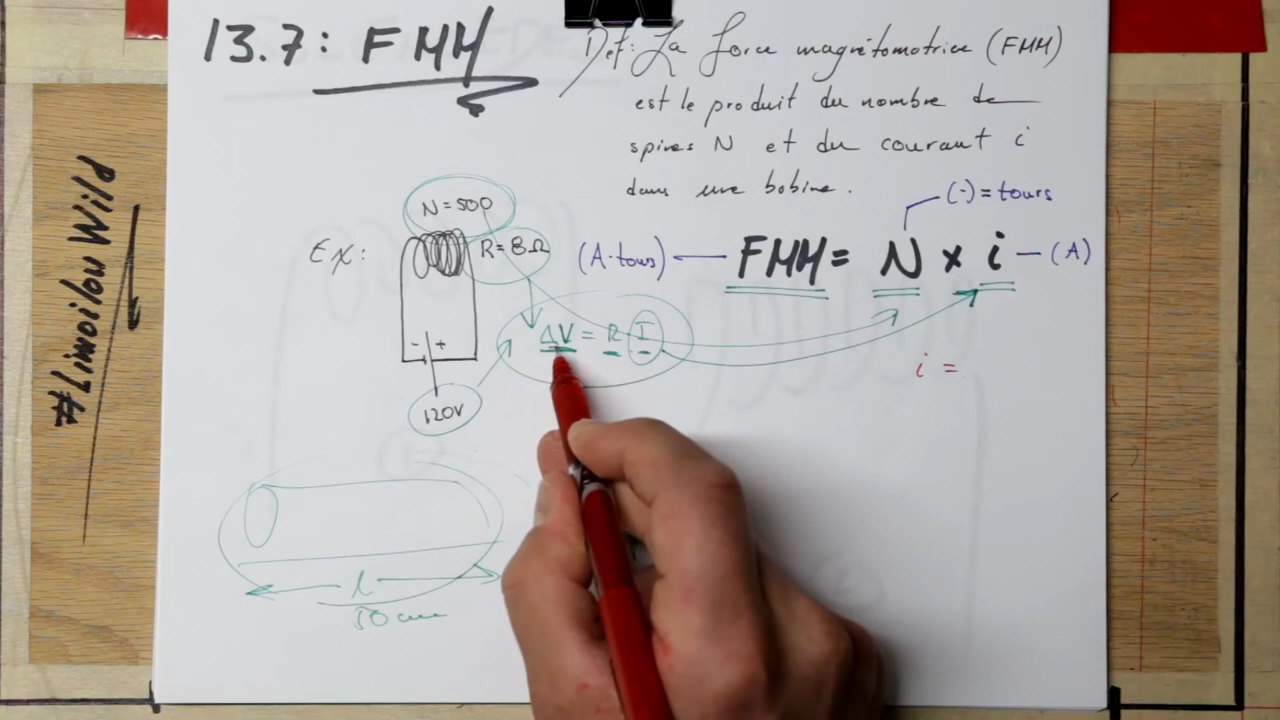 13.7: FMM
Def: La force magnétomotrice (FMM)
est le produit du nombre de
spires N et du courant i
dans une bobine.
#Limoilou Wild
(-) = tours
Ex:
N = 500
R = 8Ω
(A·tours)
FMM = N x i
(A)
ΔV = R I
- +
120V
i =
l
50 cm